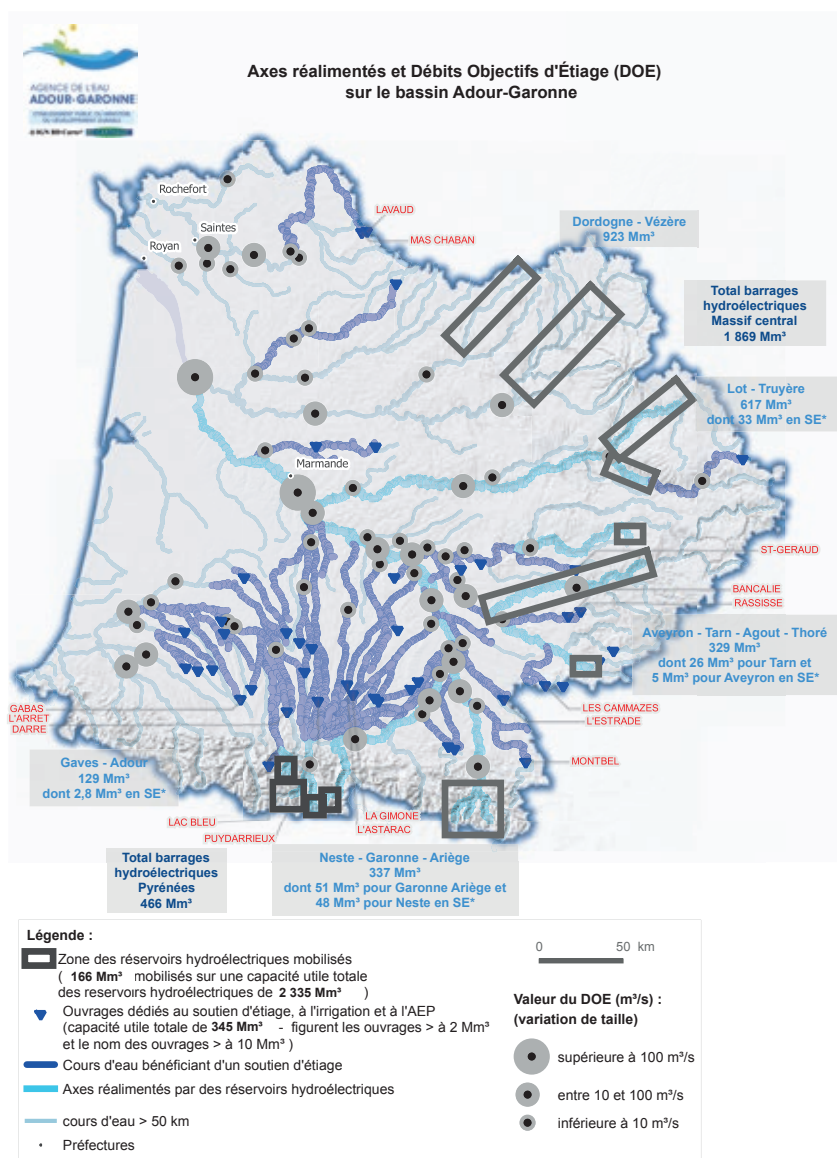 Axes réalimentés et Débits Objectifs d'Étiage (DOE)
sur le bassin Adour-Garonne
AGENCE DE L'EAU
ADOUR-GARONNE
ÉTABLISSEMENT PUBLIC DU MINISTÈRE
DU DÉVELOPPEMENT DURABLE
Rochefort
Saintes
Royan
LAVAUD
MAS CHABAN
Dordogne - Vézère
923 Mm³
Total barrages
hydroélectriques
Massif central
1 869 Mm³
Lot - Truyère
617 Mm³
dont 33 Mm³ en SE*
Marmande
ST-GERAUD
BANCALIE
RASSISSE
Aveyron - Tarn - Agout - Thoré
329 Mm³
dont 26 Mm³ pour Tarn et
5 Mm³ pour Aveyron en SE*
GABAS
L'ARRET
DARRE
LES CAMMAZES
L'ESTRADE
MONTBEL
Gaves - Adour
129 Mm³
dont 2,8 Mm³ en SE*
LAC BLEU
PUYDARRIEUX
LA GIMONE
L'ASTARAC
Total barrages
hydroélectriques
Pyrénées
466 Mm³
Neste - Garonne - Ariège
337 Mm³
dont 51 Mm³ pour Garonne Ariège et
48 Mm³ pour Neste en SE*
Légende :
Zone des réservoirs hydroélectriques mobilisés
( 166 Mm³ mobilisés sur une capacité utile totale
des reservoirs hydroélectriques de 2 335 Mm³ )
Ouvrages dédiés au soutien d'étiage, à l'irrigation et à l'AEP
(capacité utile totale de 345 Mm³ - figurent les ouvrages > à 2 Mm³
et le nom des ouvrages > à 10 Mm³ )
Cours d'eau bénéficiant d'un soutien d'étiage
Axes réalimentés par des réservoirs hydroélectriques
cours d'eau > 50 km
Préfectures
0 50 km
Valeur du DOE (m³/s) :
(variation de taille)
supérieure à 100 m³/s
entre 10 et 100 m³/s
inférieure à 10 m³/s